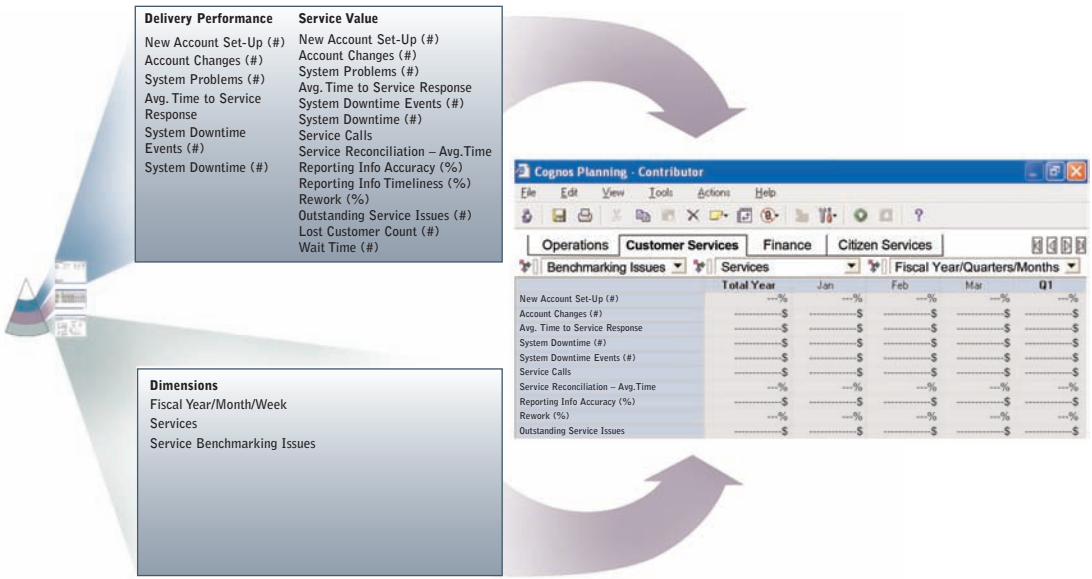 Delivery Performance
New Account Set-Up (#)
Account Changes (#)
System Problems (#)
Avg. Time to Service
Response
System Downtime
Events (#)
System Downtime (#)
Service Value
New Account Set-Up (#)
Account Changes (#)
System Problems (#)
Avg. Time to Service Response
System Downtime Events (#)
System Downtime (#)
Service Calls
Service Reconciliation – Avg.Time
Reporting Info Accuracy (%)
Reporting Info Timeliness (%)
Rework (%)
Outstanding Service Issues (#)
Lost Customer Count (#)
Wait Time (#)
Dimensions
Fiscal Year/Month/Week
Services
Service Benchmarking Issues
Cognos Planning - Contributor
File Edit View Tools Actions Help
Operations Customer Services Finance Citizen Services
Benchmarking Issues Services Fiscal Year/Quarters/Months
Total Year Jan Feb Mar Q1
New Account Set-Up (#) ---% ---% ---% ---% ---%
Account Changes (#) ------------$ ------------$ ------------$ ------------$ ------------$
Avg. Time to Service Response ------------$ ------------$ ------------$ ------------$ ------------$
System Downtime (#) ------------$ ------------$ ------------$ ------------$ ------------$
System Downtime Events (#) ------------$ ------------$ ------------$ ------------$ ------------$
Service Calls ------------$ ------------$ ------------$ ------------$ ------------$
Service Reconciliation – Avg.Time ---% ---% ---% ---% ---%
Reporting Info Accuracy (%) ------------$ ------------$ ------------$ ------------$ ------------$
Rework (%) ---% ---% ---% ---% ---%
Outstanding Service Issues ------------$ ------------$ ------------$ ------------$ ------------$